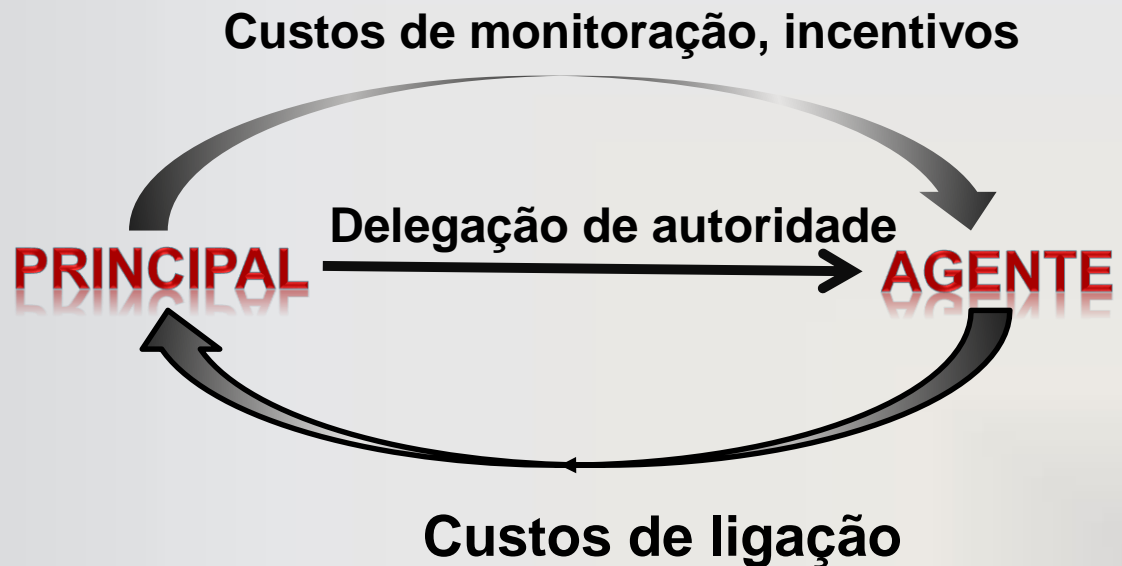 Custos de monitoração, incentivos
Delegação de autoridade
PRINCIPAL
AGENTE
Custos de ligação